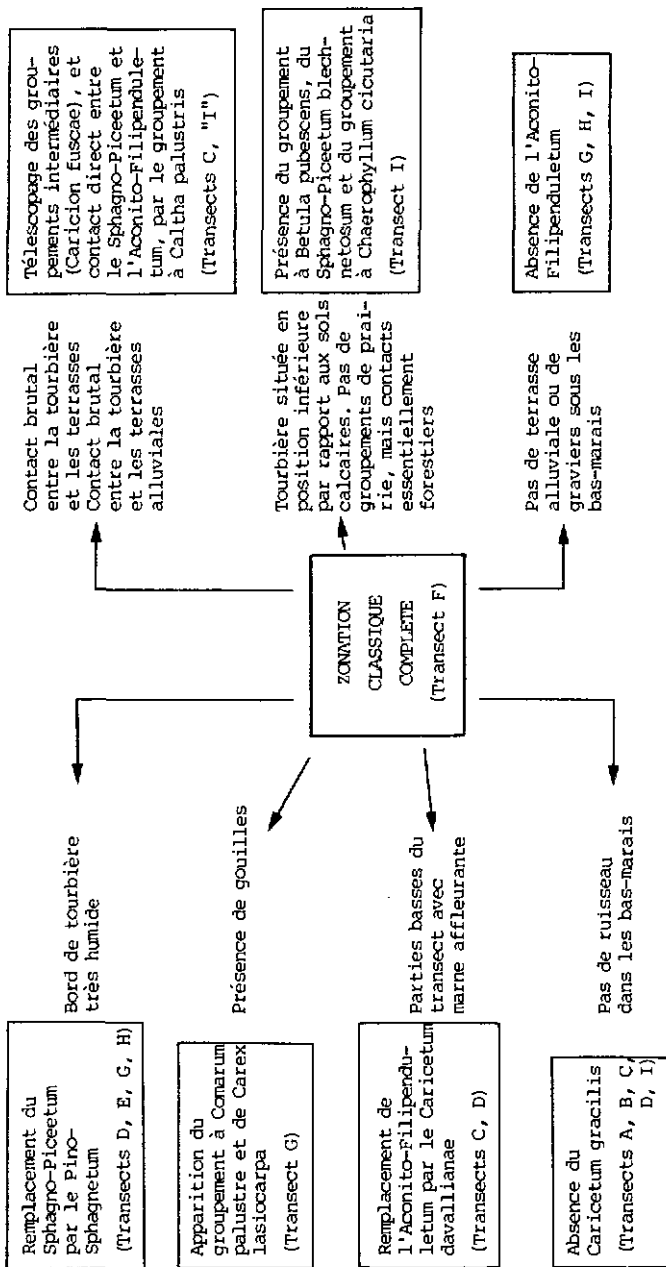 Remplacement du
Sphagno-Piceetum
par le Pino-
Sphagnetum
(Transects D, E, G, H)
Bord de tourbière
très humide
Apparition du
groupement à Comarum
palustre et de Carex
lasiocarpa
(Transect G)
Présence de gouilles
Remplacement de
l'Aconito-Filipendu-
letum par le Caricetum
davallianae
(Transects C, D)
Parties basses du
transect avec
marne affleurante
Absence du
Caricetum gracilis
(Transects A, B, C,
D, I)
Pas de ruisseau
dans les bas-marais
ZONATION
CLASSIQUE
COMPLETE
(Transect F)
Contact brutal
entre la tourbière
et les terrasses
Contact brutal
entre la tourbière
et les terrasses
alluviales
Télescopage des grou-
pements intermédiaires
(Caricion fuscae), et
contact direct entre
le Sphagno-Piceetum et
l'Aconito-Filipendule-
tum, par le groupement
à Caltha palustris
(Transects C, "I")
Tourbière située en
position inférieure
par rapport aux sols
calcaires. Pas de
groupements de prai-
rie, mais contacts
essentiellement
forestiers
Présence du groupement
à Betula pubescens, du
Sphagno-Piceetum blech-
netosum et du groupement
à Chaerophyllum cicutaria
(Transect I)
Pas de terrasse
alluviale ou de
graviers sous les
bas-marais
Absence de l'Aconito-
Filipenduletum
(Transects G, H, I)